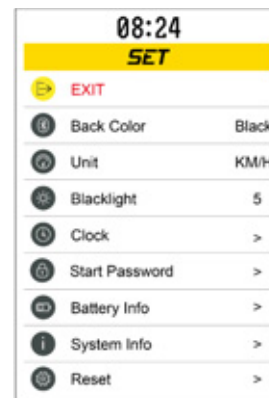 08:24
SET
EXIT
Back Color Black
Unit KM/H
Blacklight 5
Clock >
Start Password >
Battery Info >
System Info >
Reset >